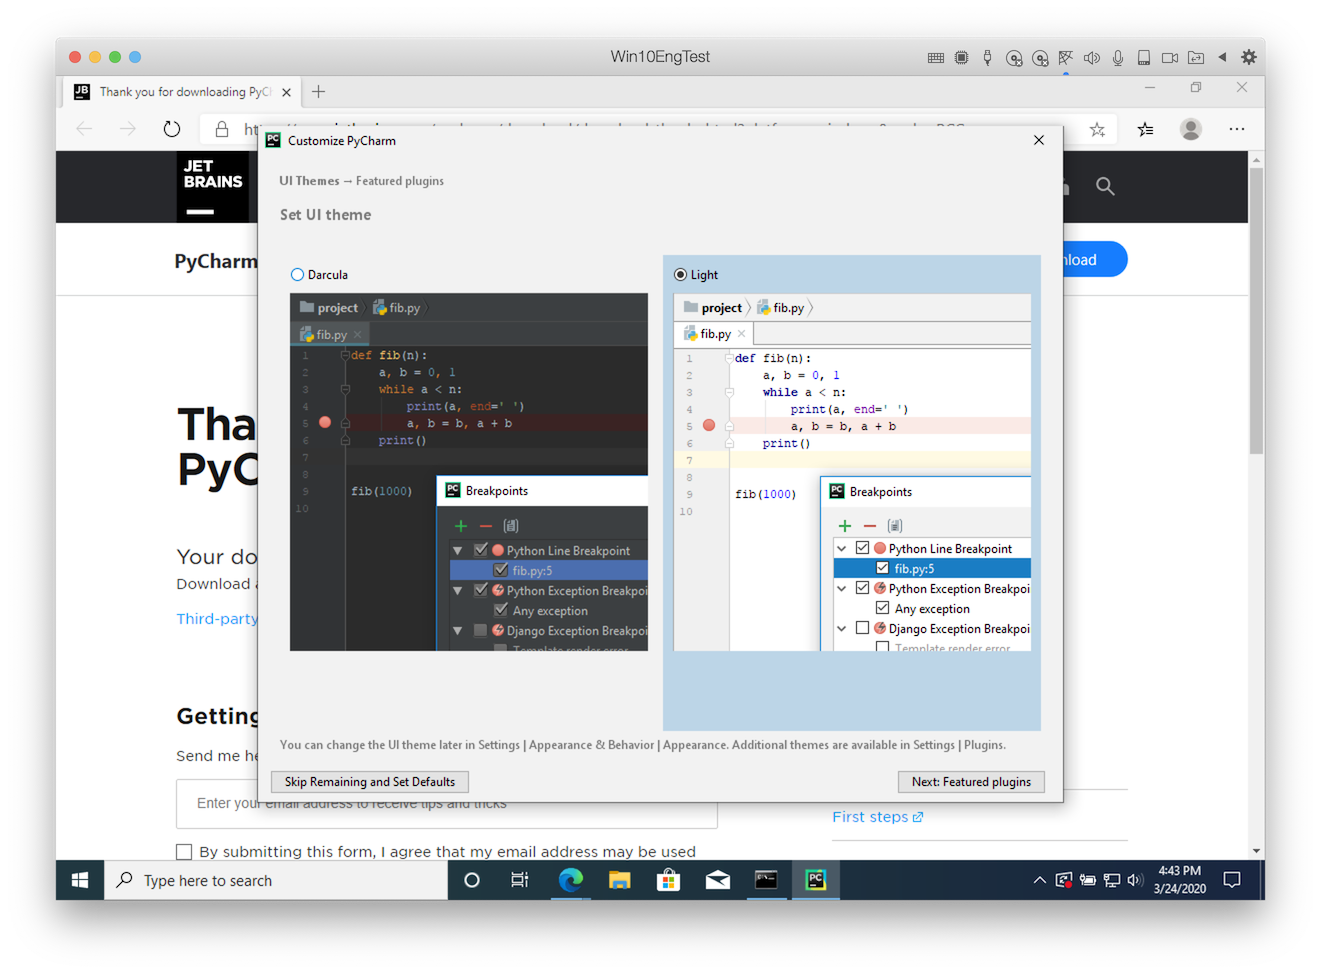 Win10EngTest
JB Thank you for downloading PyCh
PC Customize PyCharm
JET
BRAINS
UI Themes → Featured plugins
Set UI theme
PyCharm
nload
Darcula
Light
project fib.py
fib.py
1 def fib(n):
2 a, b = 0, 1
3 while a < n:
4 print(a, end=' ')
5 a, b = b, a + b
6 print()
7
8
9 fib(1000)
10
PC Breakpoints
Python Line Breakpoint
fib.py:5
Python Exception Breakpoi
Any exception
Django Exception Breakpoi
Template render error
project fib.py
fib.py
1 def fib(n):
2 a, b = 0, 1
3 while a < n:
4 print(a, end=' ')
5 a, b = b, a + b
6 print()
7
8
9 fib(1000)
10
PC Breakpoints
Python Line Breakpoint
fib.py:5
Python Exception Breakpoi
Any exception
Django Exception Breakpoi
Template render error
Tha
PyC
Your do
Download a
Third-party
Getting
Send me he
You can change the UI theme later in Settings | Appearance & Behavior | Appearance. Additional themes are available in Settings | Plugins.
Skip Remaining and Set Defaults
Next: Featured plugins
Enter your email address to receive tips and tricks
First steps
By submitting this form, I agree that my email address may be used
Type here to search
PC
4:43 PM
3/24/2020